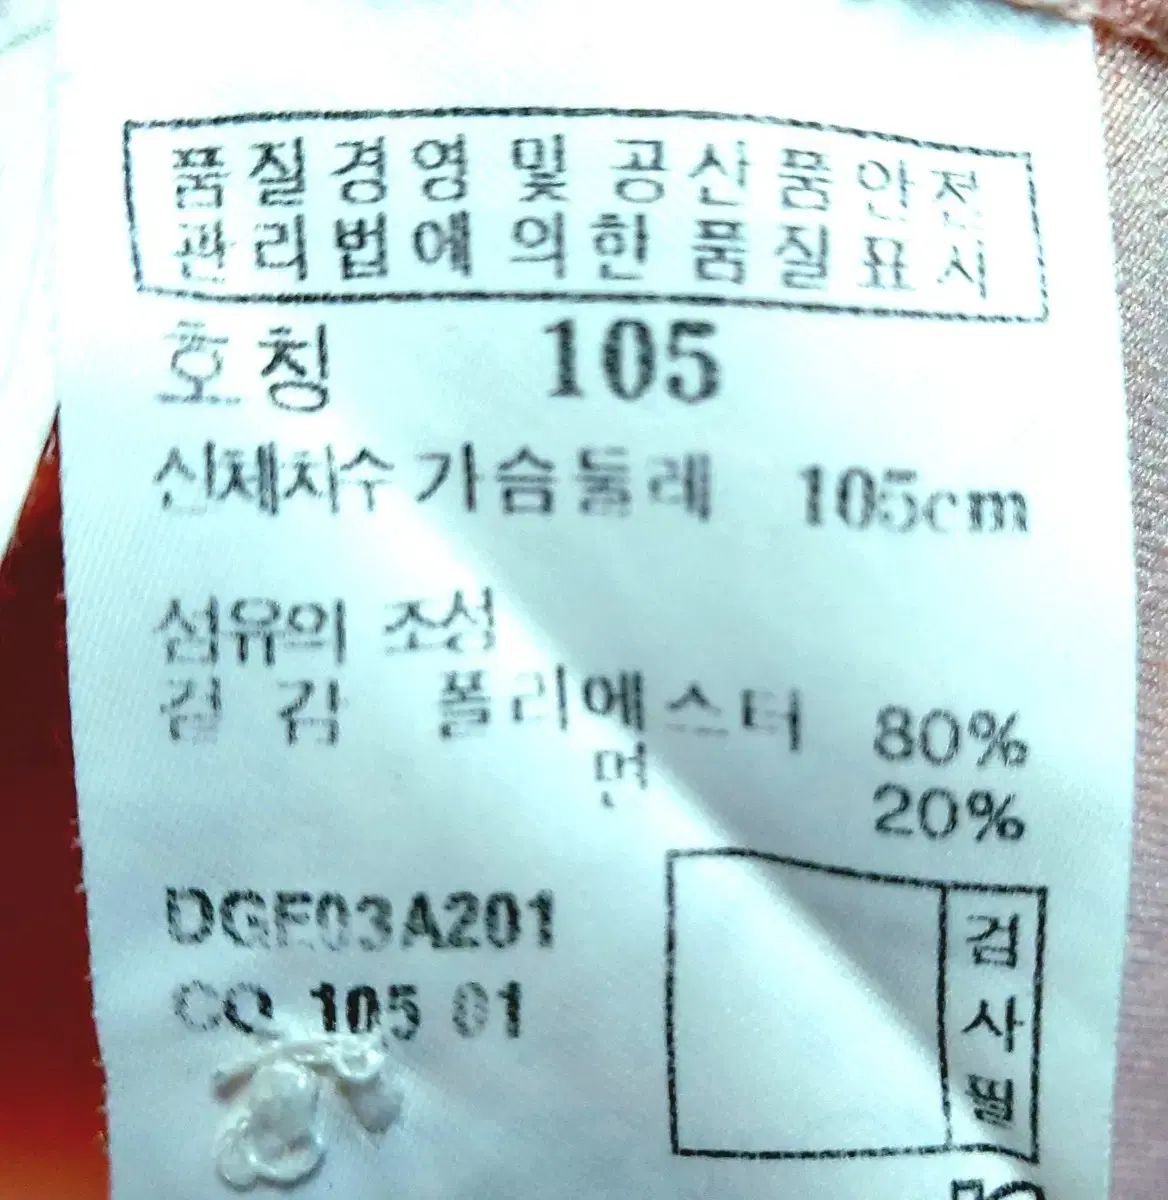 품질경영 및 공산품안전
관리법에 의한 품질표시
호칭 105
신체치수 가슴둘레 105cm
섬유의 조성
겉감 폴리에스터 80%
면 20%
DGE03A201
CO 105 01
검사필